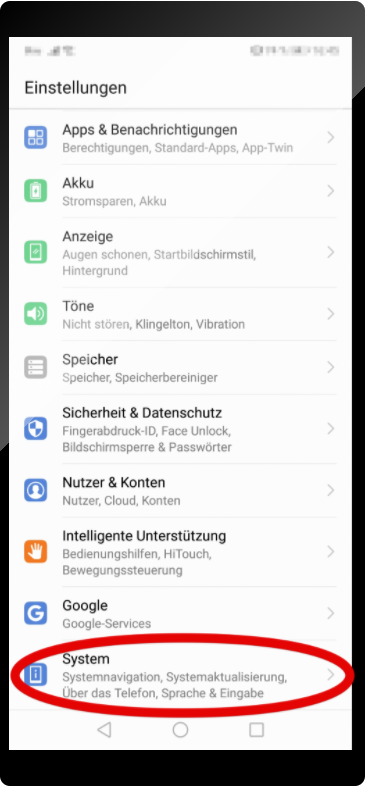 Einstellungen
Apps & Benachrichtigungen
Berechtigungen, Standard-Apps, App-Twin
Akku
Stromsparen, Akku
Anzeige
Augen schonen, Startbildschirmstil,
Hintergrund
Töne
Nicht stören, Klingelton, Vibration
Speicher
Speicher, Speicherbereiniger
Sicherheit & Datenschutz
Fingerabdruck-ID, Face Unlock,
Bildschirmsperre & Passwörter
Nutzer & Konten
Nutzer, Cloud, Konten
Intelligente Unterstützung
Bedienungshilfen, HiTouch,
Bewegungssteuerung
Google
Google-Services
System
Systemnavigation, Systemaktualisierung,
Über das Telefon, Sprache & Eingabe